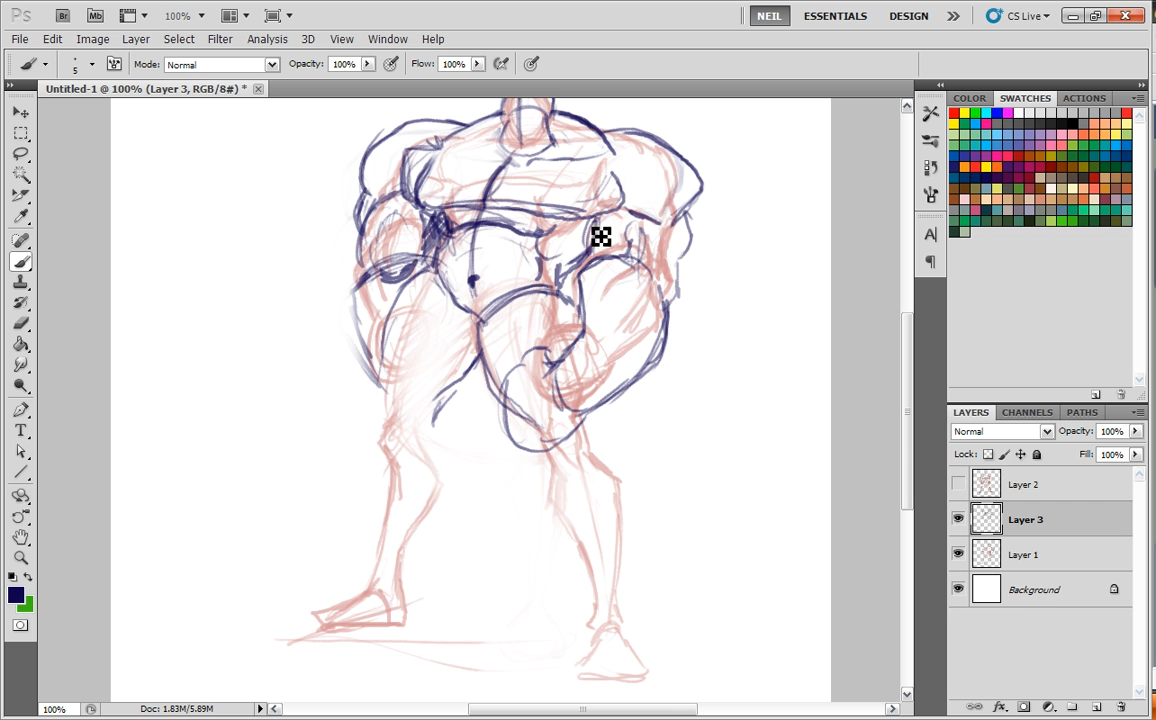 Ps Br Mb 100% NEIL ESSENTIALS DESIGN CS Live
File Edit Image Layer Select Filter Analysis 3D View Window Help
5 Mode: Normal Opacity: 100% Flow: 100%
Untitled-1 @ 100% (Layer 3, RGB/8#) *
COLOR SWATCHES ACTIONS
LAYERS CHANNELS PATHS
Normal Opacity: 100%
Lock: Fill: 100%
Layer 2
Layer 3
Layer 1
Background
100% Doc: 1.83M/5.89M